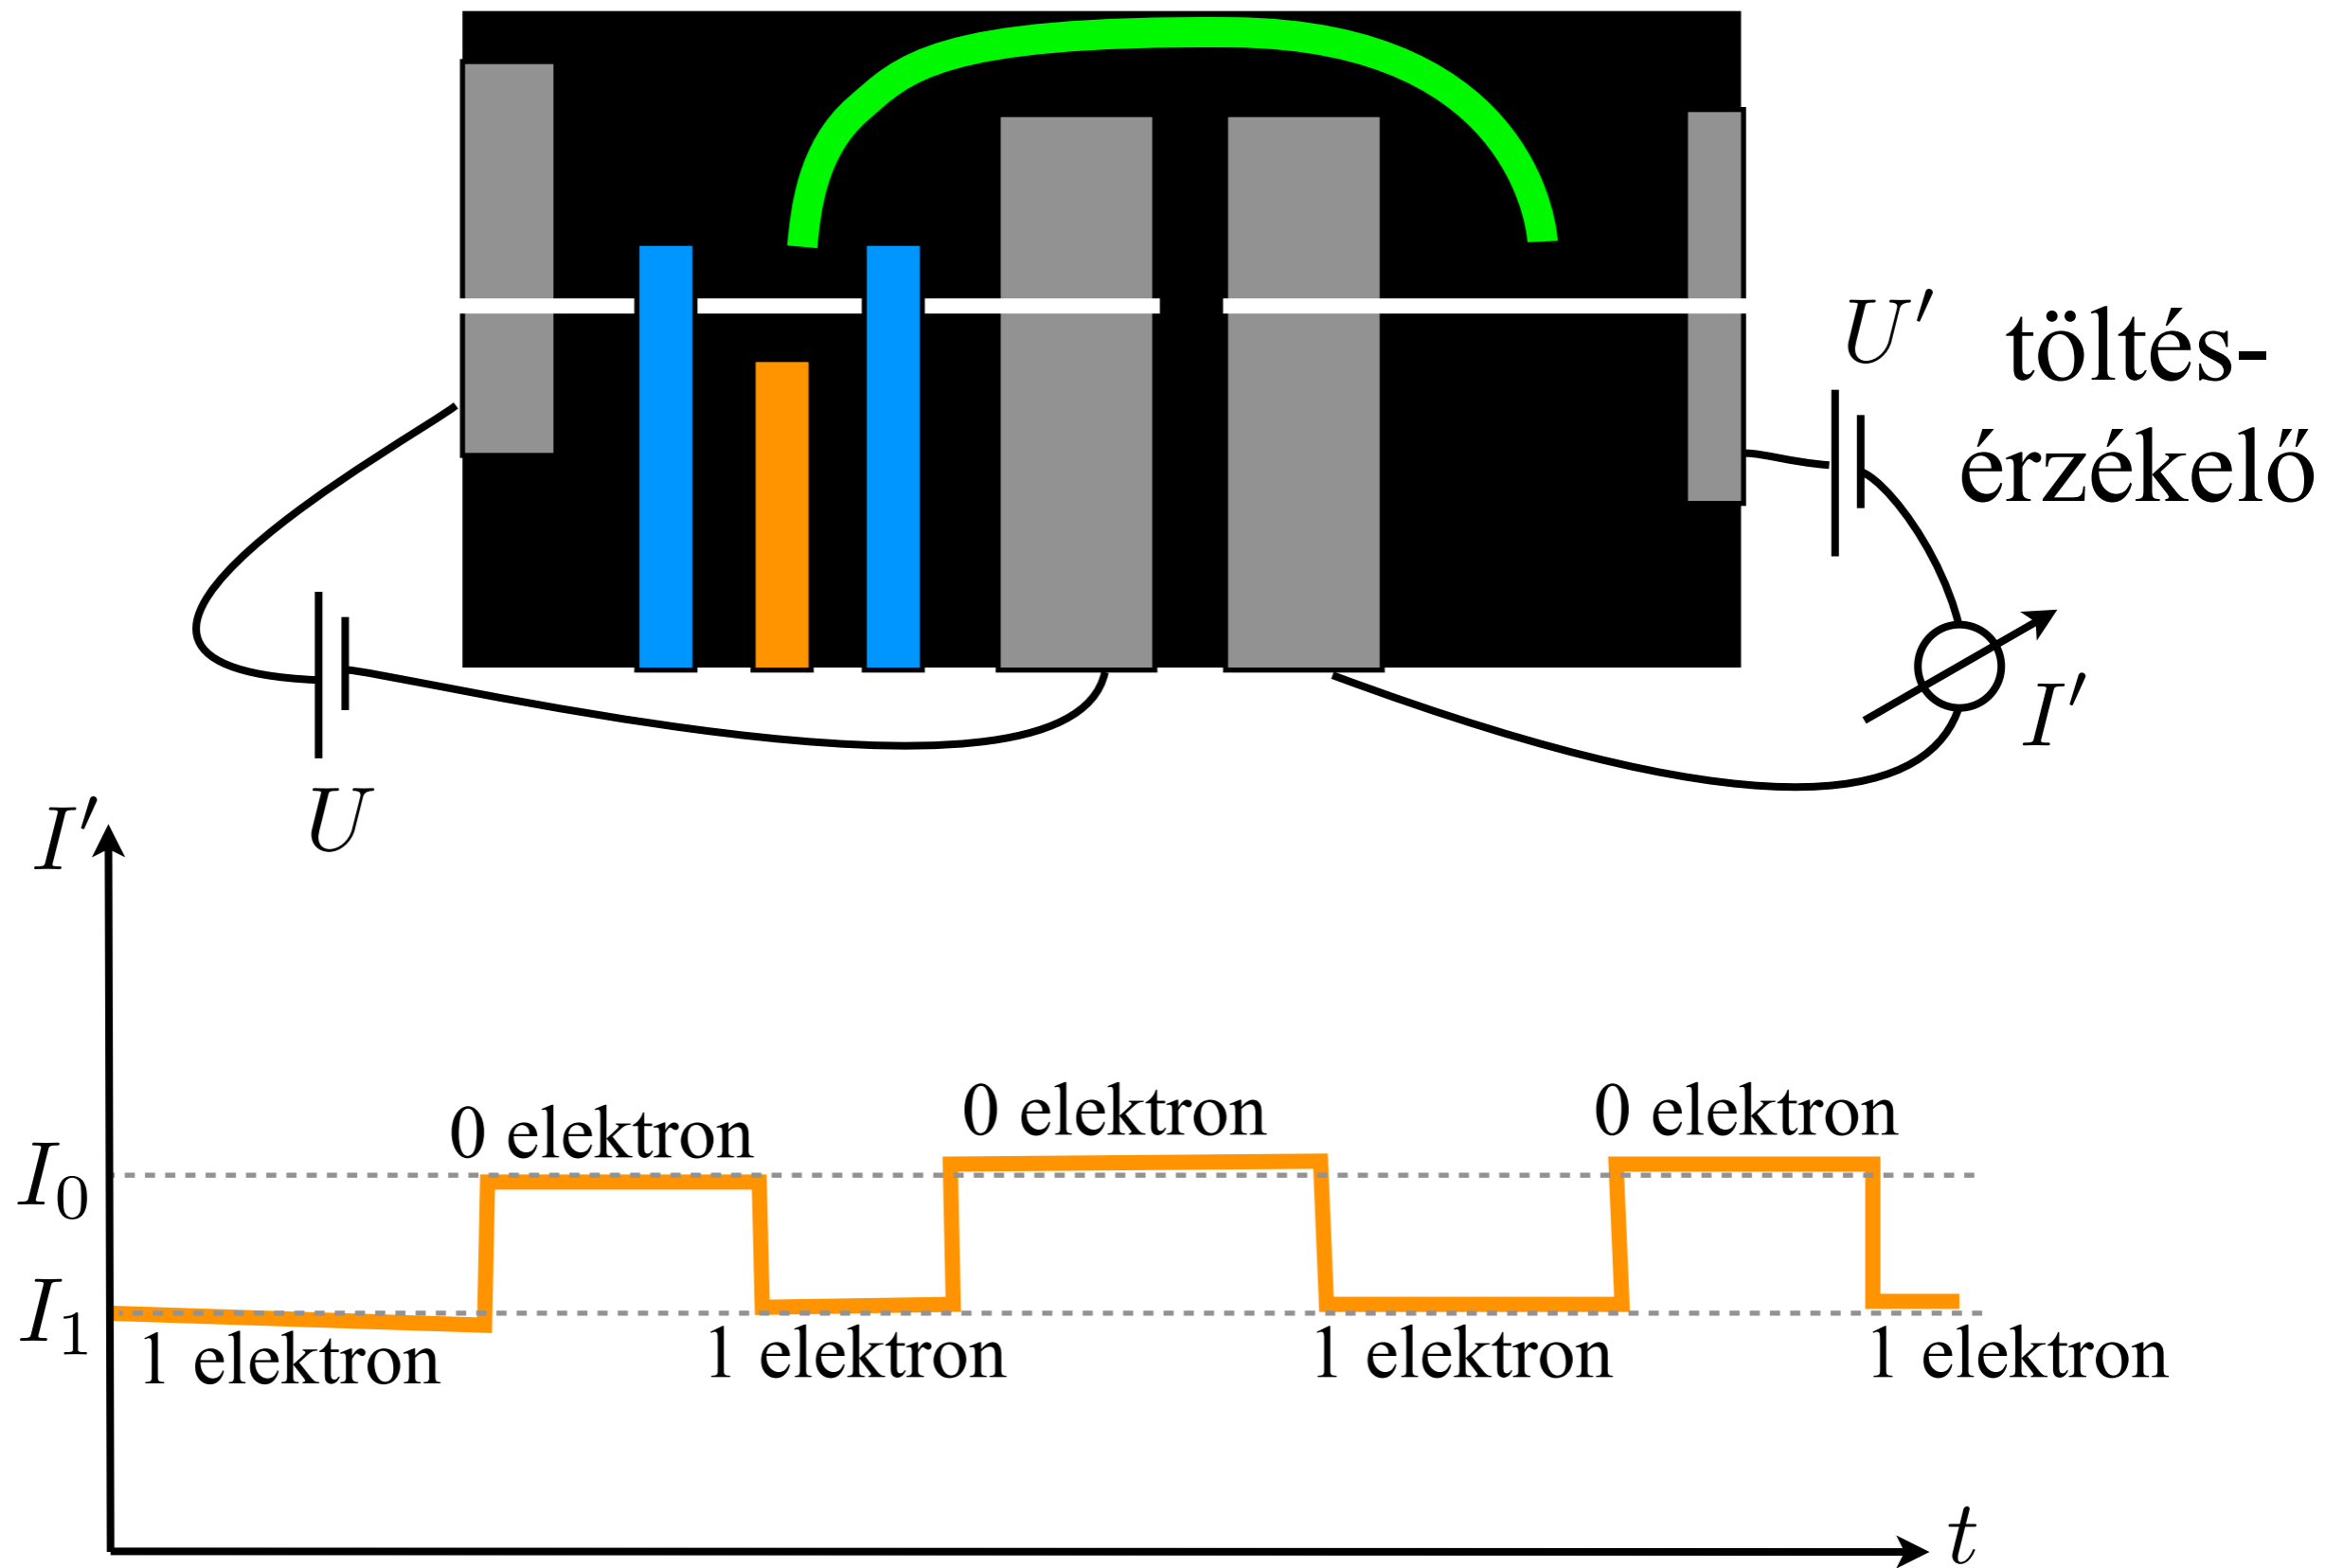 U′
töltés-
érzékelő
I′
U
I′
0 elektron
0 elektron
0 elektron
I₀
I₁
1 elektron
1 elektron
1 elektron
1 elektron
t